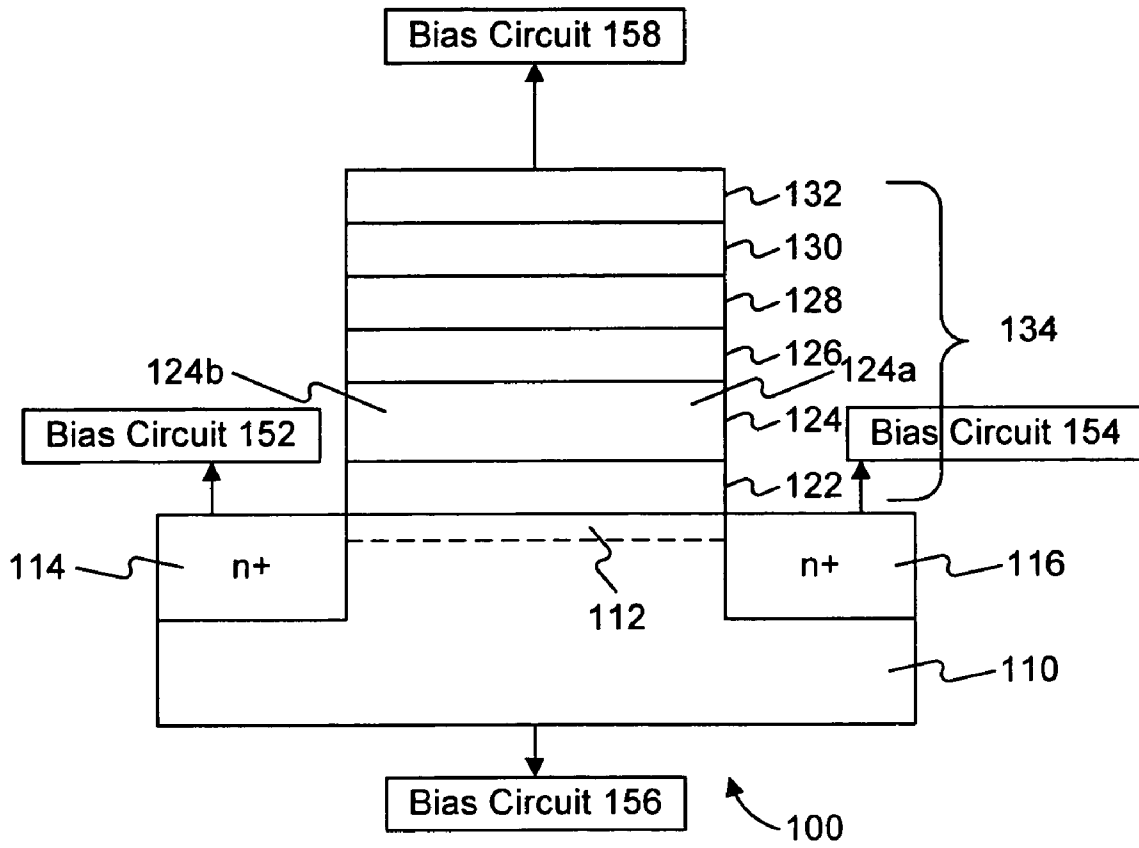 Bias Circuit 158
132
130
128
134
126
124b
124a
Bias Circuit 152
124
Bias Circuit 154
122
114
n+
n+
116
112
110
Bias Circuit 156
100